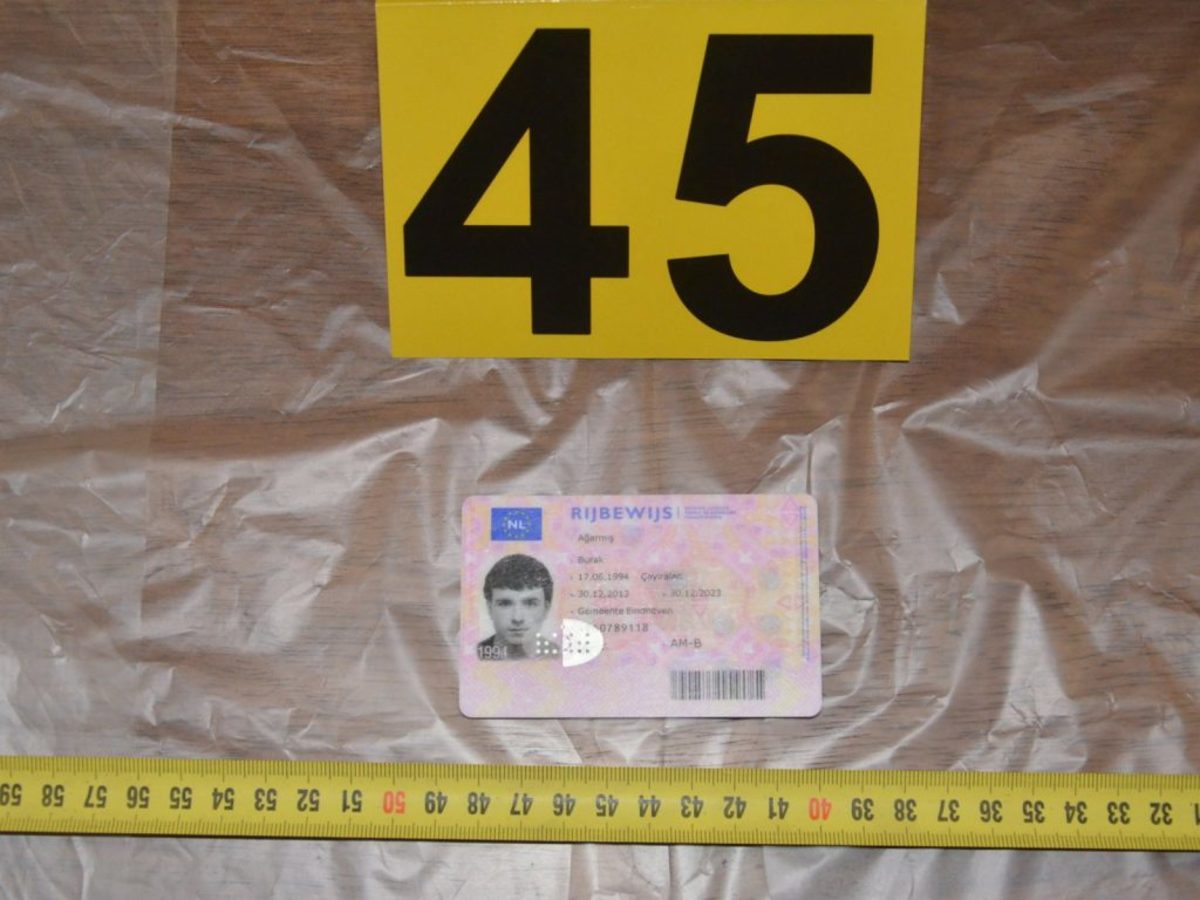 45
NL
RIJBEWIJS
Ağarmış
Burak
17.06.1994 Çayıralan
30.12.2013 30.12.2023
Gemeente Eindhoven
0789118
AM-B
1994
59 58 57 56 55 54 53 52 51 50 49 48 47 46 45 44 43 42 41 40 39 38 37 36 35 34 33 32